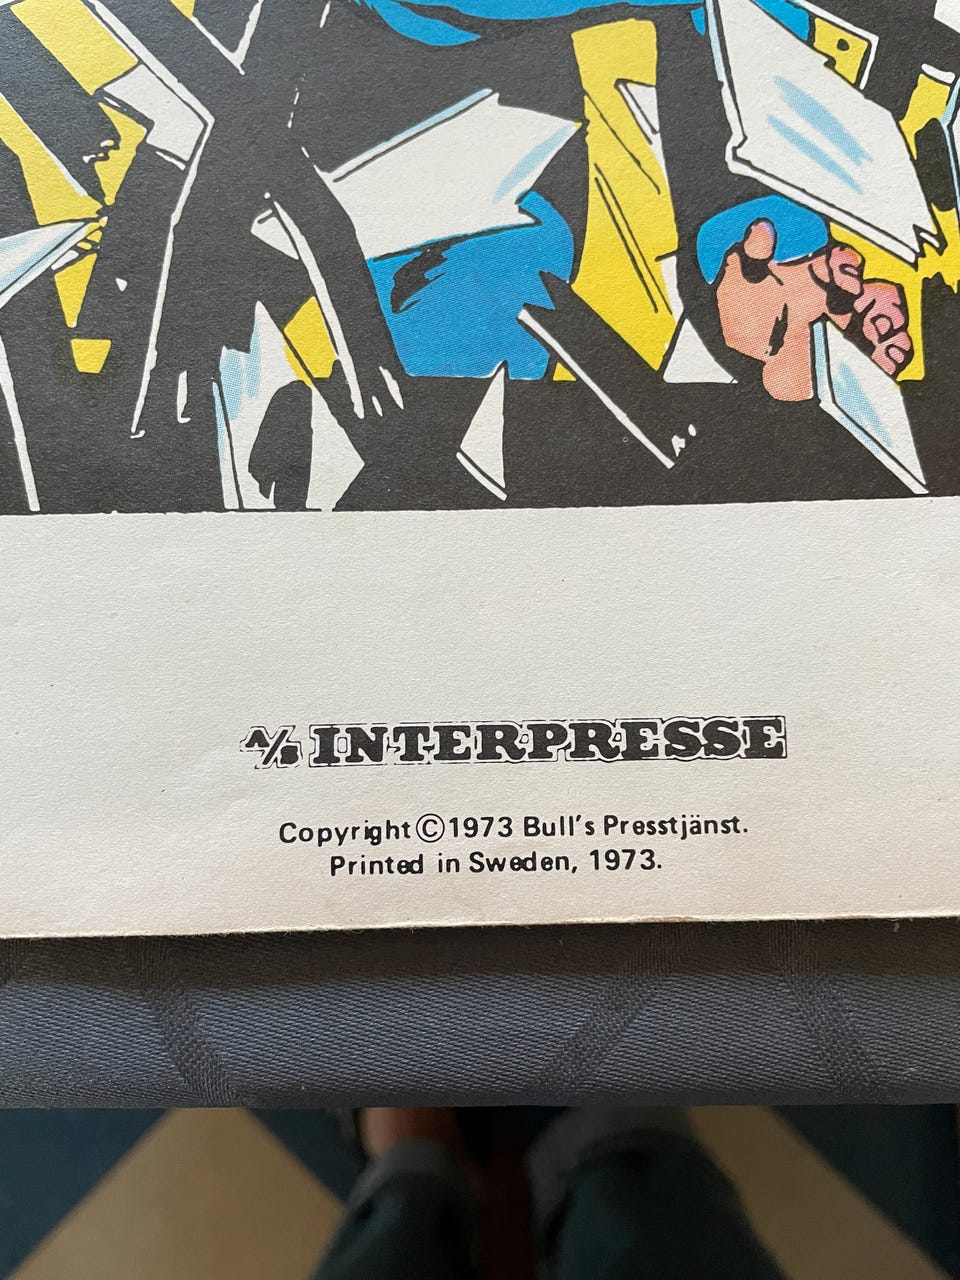 A/S INTERPRESSE
Copyright © 1973 Bull's Presstjänst.
Printed in Sweden, 1973.